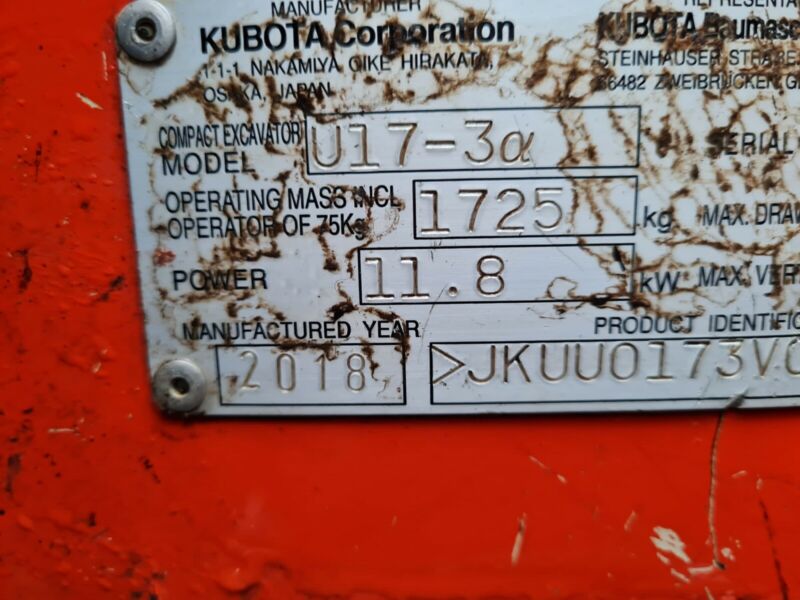 MANUFACTURER
KUBOTA Corporation
1-1-1 NAKAMIYA OIKE HIRAKATA,
OSAKA, JAPAN
REPRESENTA
KUBOTA Baumasc
STEINHAUSER STRAßE
66482 ZWEIBRÜCKEN G
COMPACT EXCAVATOR
MODEL U17-3α SERIAL
OPERATING MASS INCL
OPERATOR OF 75Kg 1725 kg MAX. DRAW
POWER 11.8 kW MAX. VERT
MANUFACTURED YEAR PRODUCT IDENTIFIC
2018 >JKUU0173V0